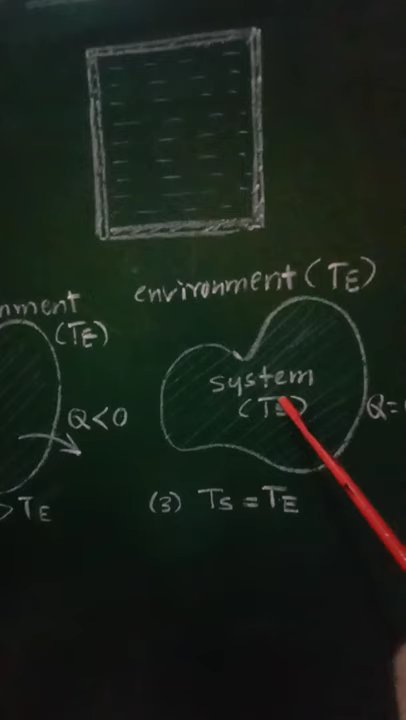 nment
(TE)
Q<0
>TE
environment (TE)
system
Q=
(3) TS = TE